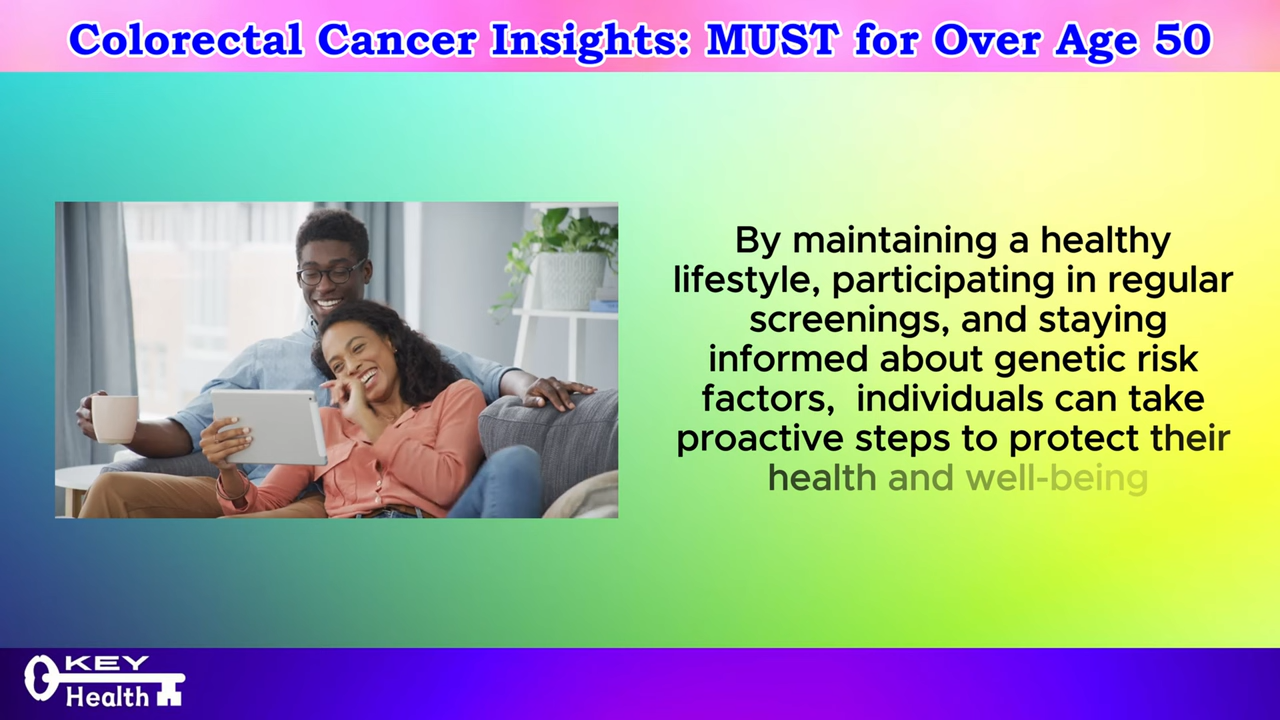 Colorectal Cancer Insights: MUST for Over Age 50
By maintaining a healthy
lifestyle, participating in regular
screenings, and staying
informed about genetic risk
factors,  individuals can take
proactive steps to protect their
health and well-being
KEY
Health